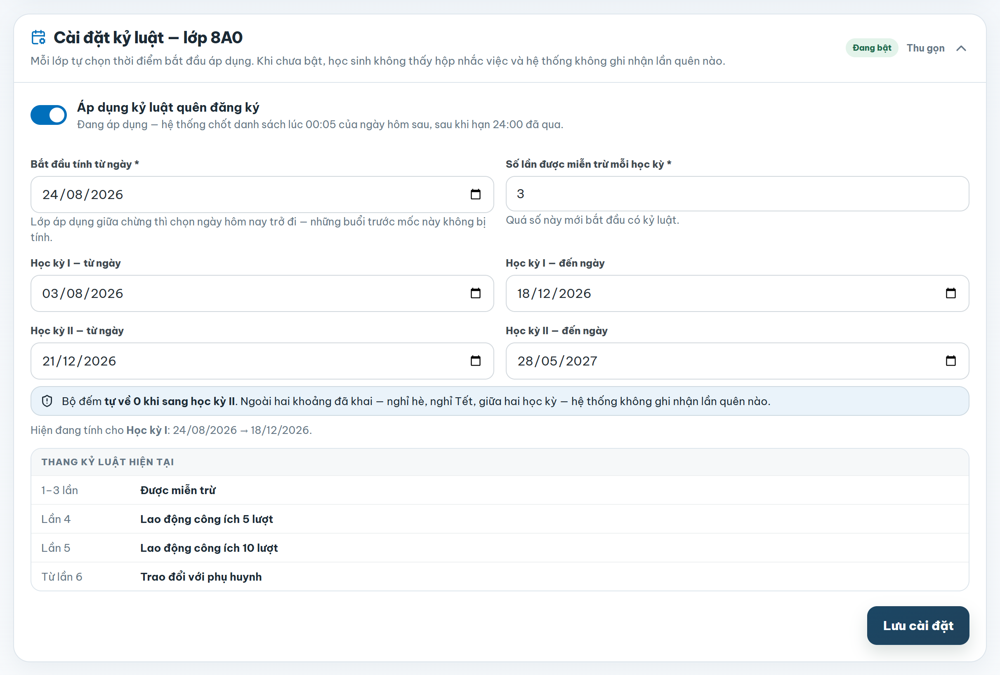 Cài đặt kỷ luật – lớp 8A0
Mỗi lớp tự chọn thời điểm bắt đầu áp dụng. Khi chưa bật, học sinh không thấy hộp nhắc việc và hệ thống không ghi nhận lần quên nào.
Đang bật
Thu gọn
Áp dụng kỷ luật quên đăng ký
Đang áp dụng – hệ thống chốt danh sách lúc 00:05 của ngày hôm sau, sau khi hạn 24:00 đã qua.
Bắt đầu tính từ ngày *
24/08/2026
Lớp áp dụng giữa chừng thì chọn ngày hôm nay trở đi – những buổi trước mốc này không bị
tính.
Số lần được miễn trừ mỗi học kỳ *
3
Quá số này mới bắt đầu có kỷ luật.
Học kỳ I – từ ngày
03/08/2026
Học kỳ I – đến ngày
18/12/2026
Học kỳ II – từ ngày
21/12/2026
Học kỳ II – đến ngày
28/05/2027
Bộ đếm tự về 0 khi sang học kỳ II. Ngoài hai khoảng đã khai – nghỉ hè, nghỉ Tết, giữa hai học kỳ – hệ thống không ghi nhận lần quên nào.
Hiện đang tính cho Học kỳ I: 24/08/2026 → 18/12/2026.
THANG KỶ LUẬT HIỆN TẠI
1–3 lần Được miễn trừ
Lần 4 Lao động công ích 5 lượt
Lần 5 Lao động công ích 10 lượt
Từ lần 6 Trao đổi với phụ huynh
Lưu cài đặt